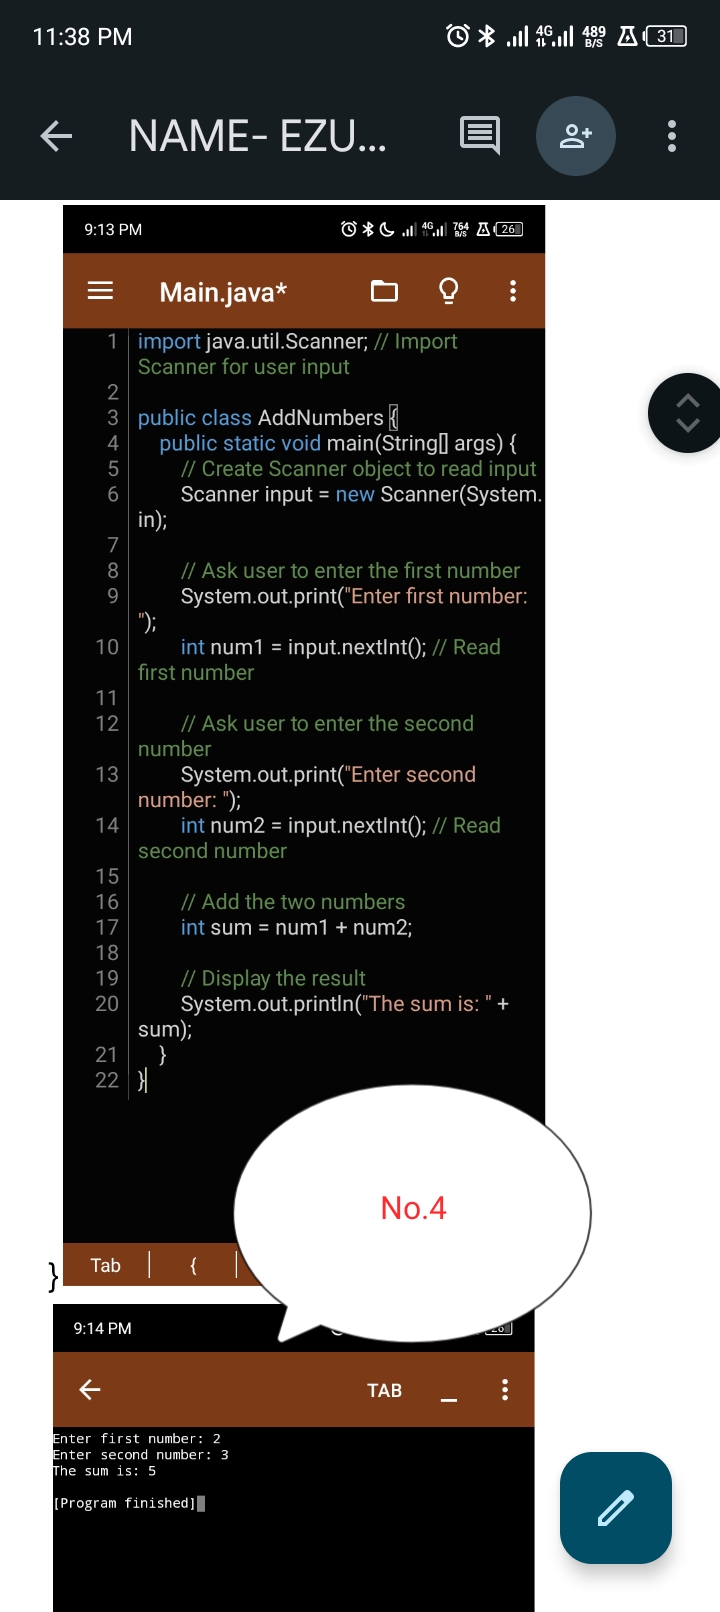 11:38 PM 4G 489 B/S 31
NAME- EZU...
9:13 PM 4G 764 B/S 26
Main.java*
1 import java.util.Scanner; // Import
Scanner for user input
2
3 public class AddNumbers {
4 public static void main(String[] args) {
5 // Create Scanner object to read input
6 Scanner input = new Scanner(System.
in);
7
8 // Ask user to enter the first number
9 System.out.print("Enter first number:
");
10 int num1 = input.nextInt(); // Read
first number
11
12 // Ask user to enter the second
number
13 System.out.print("Enter second
number: ");
14 int num2 = input.nextInt(); // Read
second number
15
16 // Add the two numbers
17 int sum = num1 + num2;
18
19 // Display the result
20 System.out.println("The sum is: " +
sum);
21 }
22 }
No.4
} Tab {
9:14 PM
TAB _
Enter first number: 2
Enter second number: 3
The sum is: 5
[Program finished]